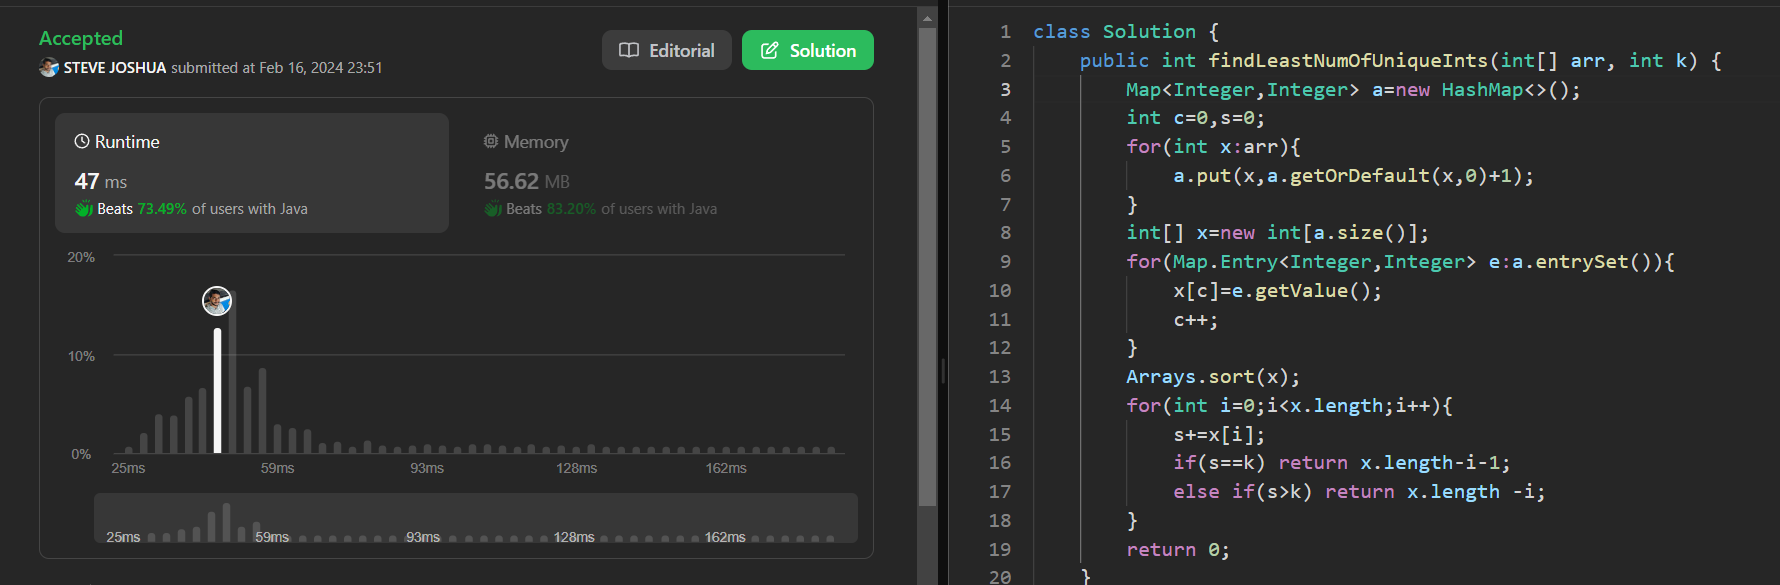 Accepted
STEVE JOSHUA submitted at Feb 16, 2024 23:51
Editorial
Solution
Runtime
47 ms
Beats 73.49% of users with Java
Memory
56.62 MB
Beats 83.20% of users with Java
20%
10%
0%
25ms 59ms 93ms 128ms 162ms
25ms 59ms 93ms 128ms 162ms
1 class Solution {
2 public int findLeastNumOfUniqueInts(int[] arr, int k) {
3 Map<Integer,Integer> a=new HashMap<>();
4 int c=0,s=0;
5 for(int x:arr){
6 a.put(x,a.getOrDefault(x,0)+1);
7 }
8 int[] x=new int[a.size()];
9 for(Map.Entry<Integer,Integer> e:a.entrySet()){
10 x[c]=e.getValue();
11 c++;
12 }
13 Arrays.sort(x);
14 for(int i=0;i<x.length;i++){
15 s+=x[i];
16 if(s==k) return x.length-i-1;
17 else if(s>k) return x.length -i;
18 }
19 return 0;
20 }